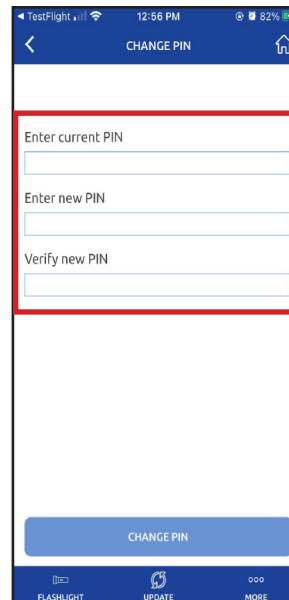 TestFlight 12:56 PM 82%
CHANGE PIN
Enter current PIN
Enter new PIN
Verify new PIN
CHANGE PIN
FLASHLIGHT UPDATE MORE